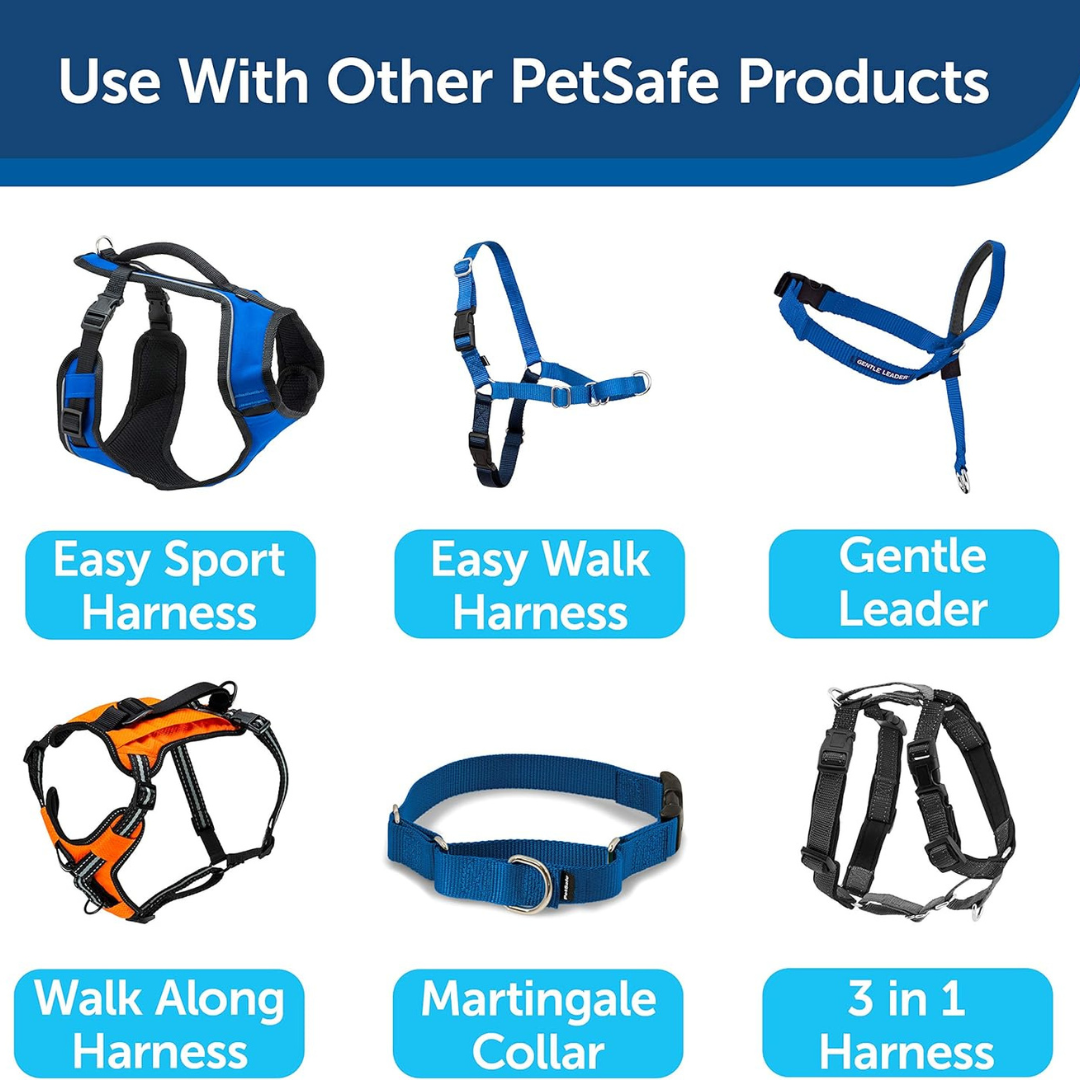 Use With Other PetSafe Products
GENTLE LEADER
Easy Sport
Harness
Easy Walk
Harness
Gentle
Leader
PetSafe
Walk Along
Harness
Martingale
Collar
3 in 1
Harness